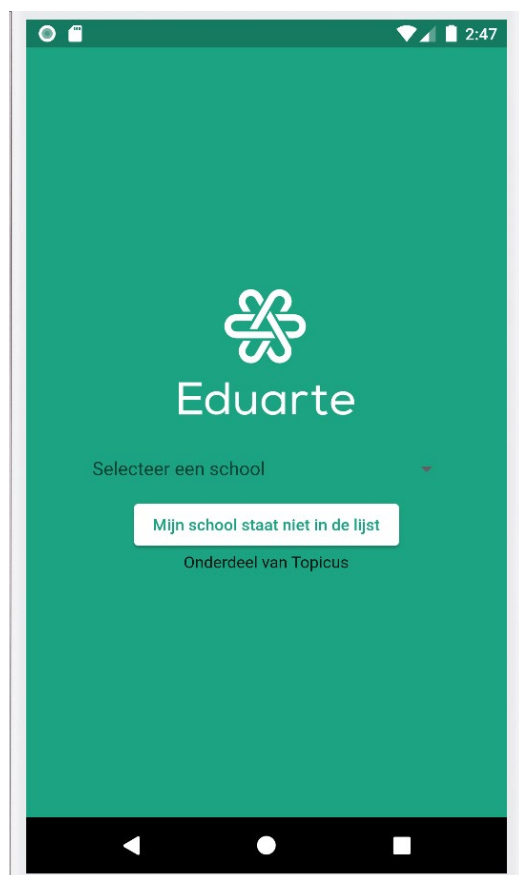 2:47
Eduarte
Selecteer een school
Mijn school staat niet in de lijst
Onderdeel van Topicus